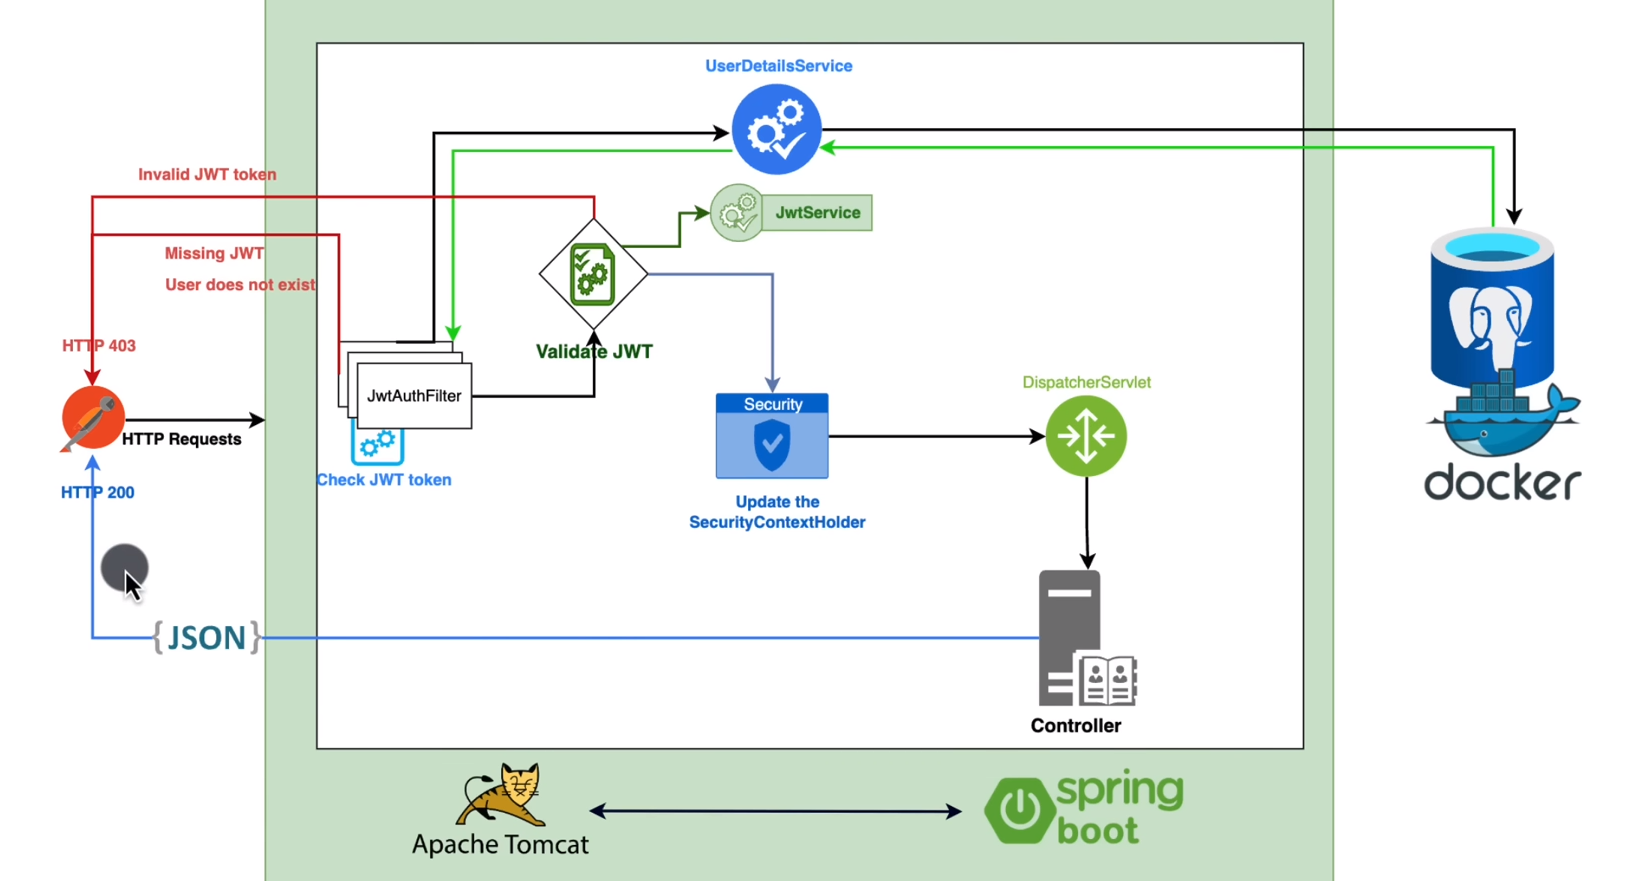 UserDetailsService
Invalid JWT token
JwtService
Missing JWT
User does not exist
HTTP 403
Validate JWT
DispatcherServlet
JwtAuthFilter
Security
HTTP Requests
Check JWT token
HTTP 200
Update the
SecurityContextHolder
docker
{JSON}
Controller
spring
boot
Apache Tomcat